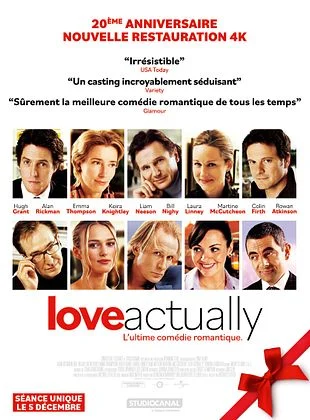 20ÈME ANNIVERSAIRE
NOUVELLE RESTAURATION 4K
“Irrésistible”
USA Today
“Un casting incroyablement séduisant”
Variety
“Sûrement la meilleure comédie romantique de tous les temps”
Glamour
Hugh Grant Alan Rickman Emma Thompson Keira Knightley Liam Neeson Bill Nighy Laura Linney Martine McCutcheon Colin Firth Rowan Atkinson
loveactually
L'ultime comédie romantique.
SÉANCE UNIQUE
LE 5 DÉCEMBRE
STUDIOCANAL